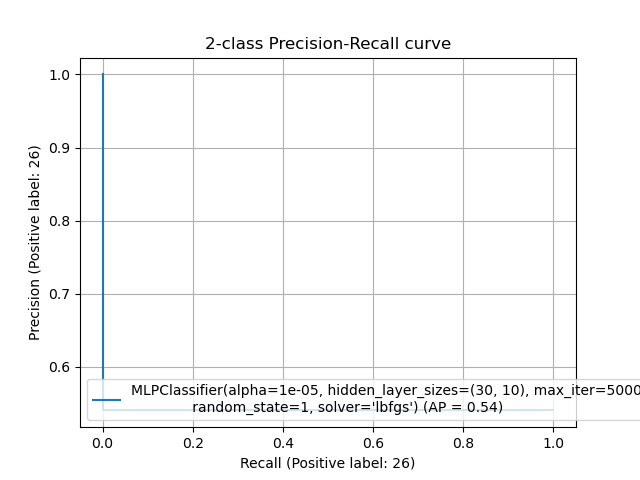 2-class Precision-Recall curve
1.0
0.9
0.8
0.7
0.6
Precision (Positive label: 26)
MLPClassifier(alpha=1e-05, hidden_layer_sizes=(30, 10), max_iter=5000
random_state=1, solver='lbfgs') (AP = 0.54)
0.0 0.2 0.4 0.6 0.8 1.0
Recall (Positive label: 26)